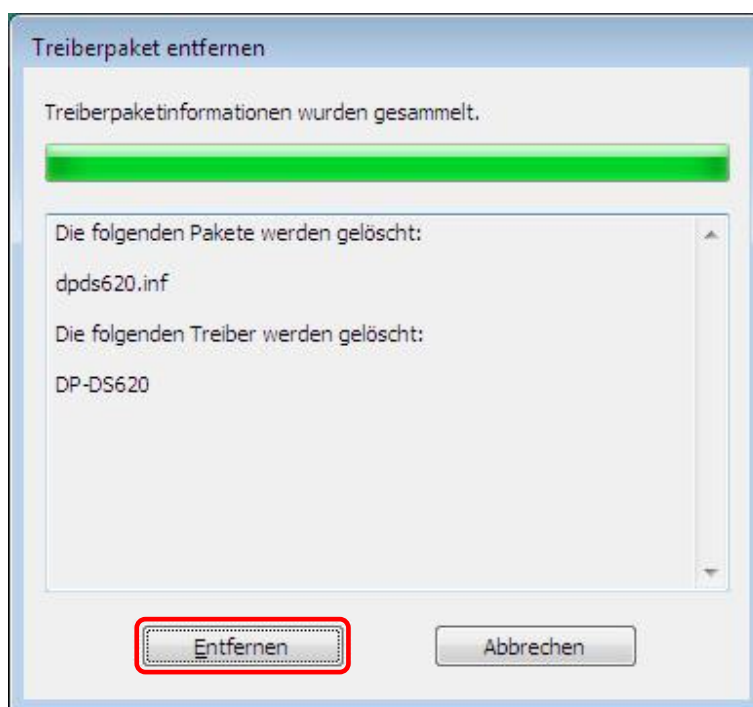 Treiberpaket entfernen
Treiberpaketinformationen wurden gesammelt.
Die folgenden Pakete werden gelöscht:
dpds620.inf
Die folgenden Treiber werden gelöscht:
DP-DS620
Entfernen
Abbrechen